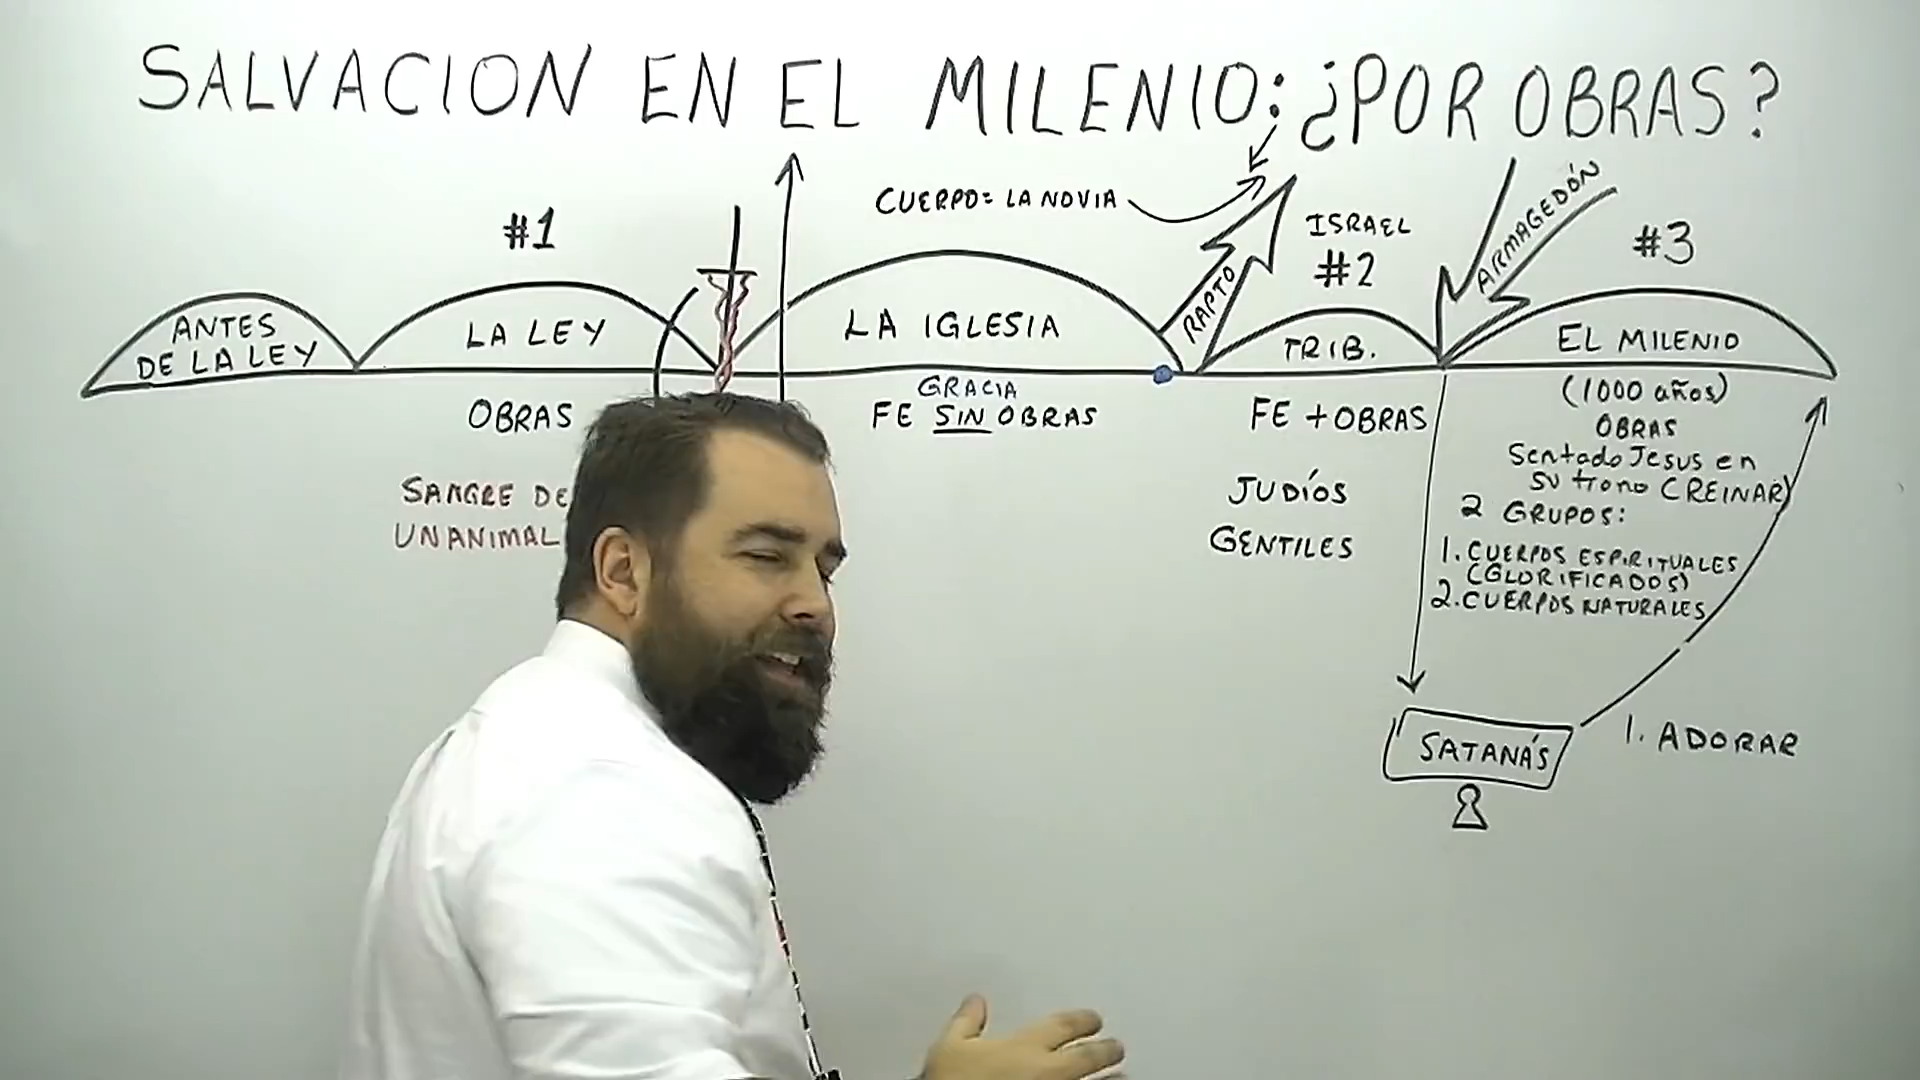 SALVACION EN EL MILENIO: ¿POR OBRAS?
CUERPO= LA NOVIA
#1
ISRAEL
#2
ARMAGEDÓN
#3
RAPTO
ANTES
DE LA LEY
LA LEY
LA IGLESIA
TRIB.
EL MILENIO
OBRAS
GRACIA
FE SIN OBRAS
FE + OBRAS
(1000 años)
OBRAS
Sentado Jesus en
su trono (REINAR)
2 GRUPOS:
1. CUERPOS ESPIRITUALES
(GLORIFICADOS)
2. CUERPOS NATURALES
SANGRE DE
UN ANIMAL
JUDÍOS
GENTILES
SATANÁS
1. ADORAR